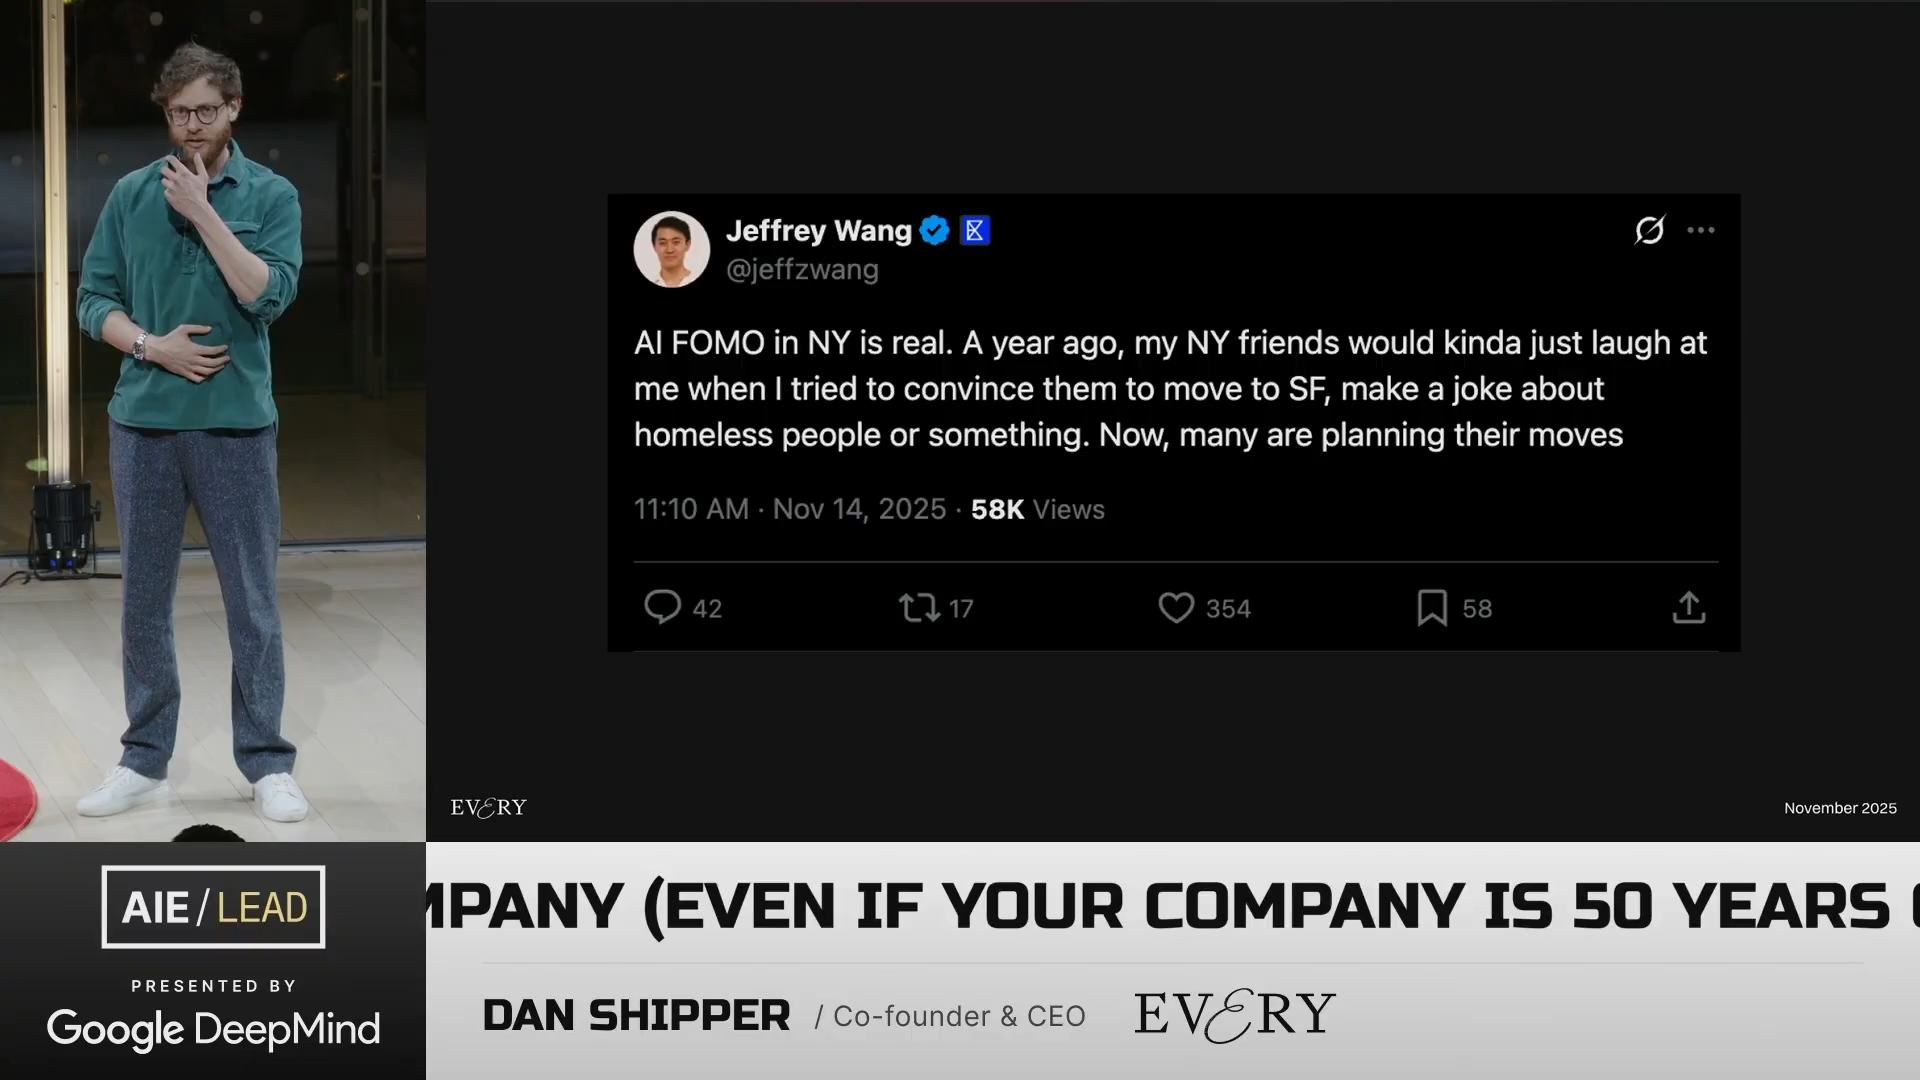 Jeffrey Wang
@jeffzwang
AI FOMO in NY is real. A year ago, my NY friends would kinda just laugh at
me when I tried to convince them to move to SF, make a joke about
homeless people or something. Now, many are planning their moves
11:10 AM · Nov 14, 2025 · 58K Views
42 17 354 58
EVERY
November 2025
AIE/LEAD
PRESENTED BY
Google DeepMind
MPANY (EVEN IF YOUR COMPANY IS 50 YEARS
DAN SHIPPER / Co-founder & CEO EVERY